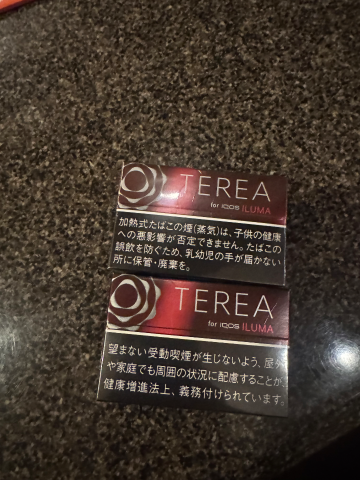 TEREA
for IQOS ILUMA
加熱式たばこの煙(蒸気)は、子供の健康
への悪影響が否定できません。たばこの
誤飲を防ぐため、乳幼児の手が届かない
所に保管・廃棄を。
TEREA
for IQOS ILUMA
望まない受動喫煙が生じないよう、屋外
や家庭でも周囲の状況に配慮することが、
健康増進法上、義務付けられています。